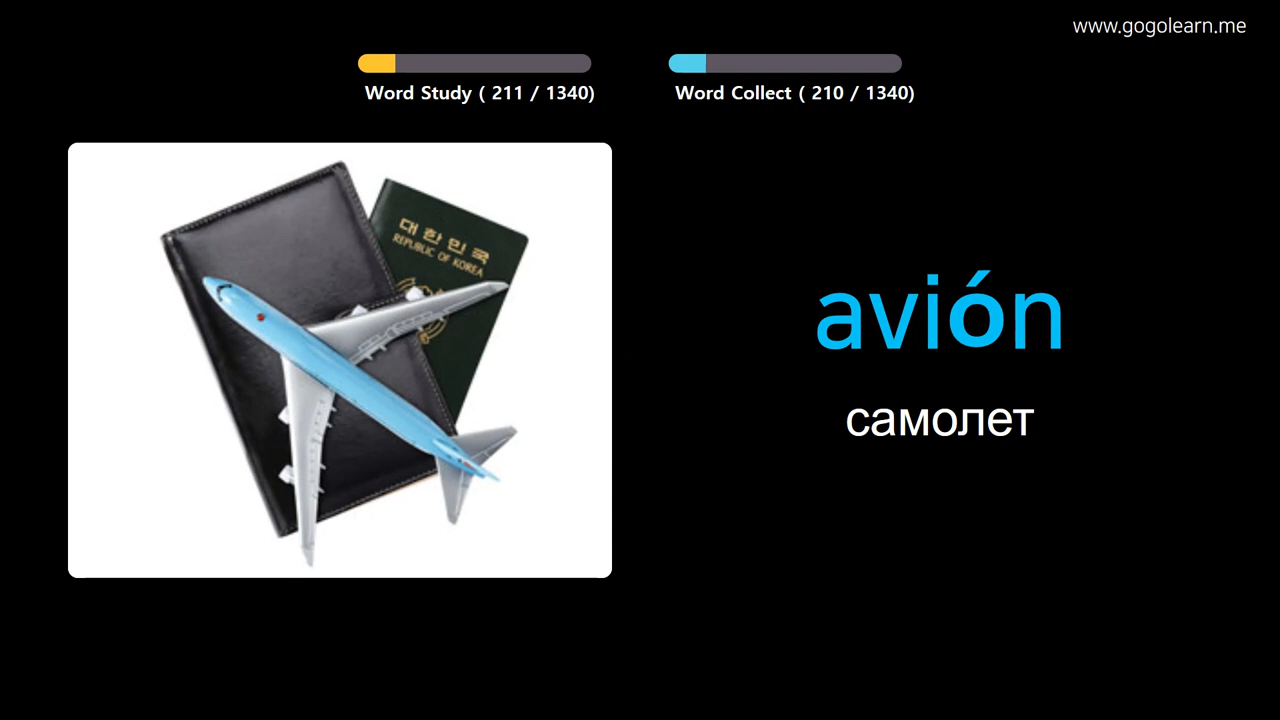 www.gogolearn.me
Word Study ( 211 / 1340)
Word Collect ( 210 / 1340)
대한민국
REPUBLIC OF KOREA
avión
самолет